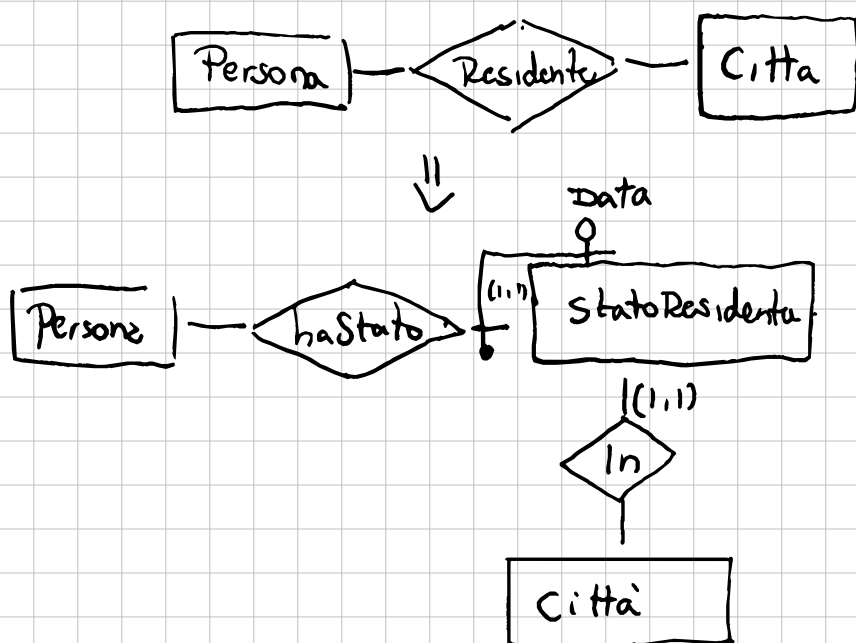 Persona
Residente
Citta
Data
Persona
haStato
(1,1)
StatoResidenta
(1,1)
In
Città